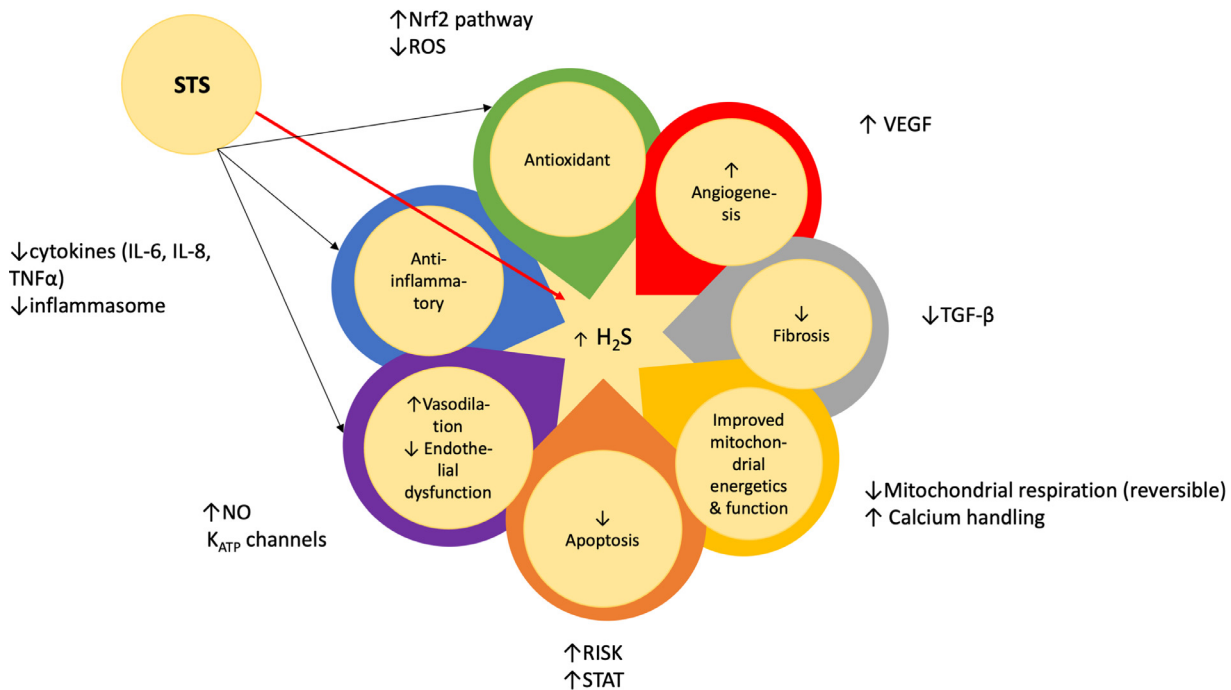 ↑Nrf2 pathway
↓ROS
STS
↑ VEGF
Antioxidant
↑
Angiogene-
sis
↓cytokines (IL-6, IL-8,
TNFα)
↓inflammasome
Anti-
inflamma-
tory
↑ H₂S
↓
Fibrosis
↓TGF-β
↑Vasodila-
tion
↓ Endothe-
lial
dysfunction
Improved
mitochon-
drial
energetics
& function
↑NO
K_ATP channels
↓
Apoptosis
↓Mitochondrial respiration (reversible)
↑ Calcium handling
↑RISK
↑STAT